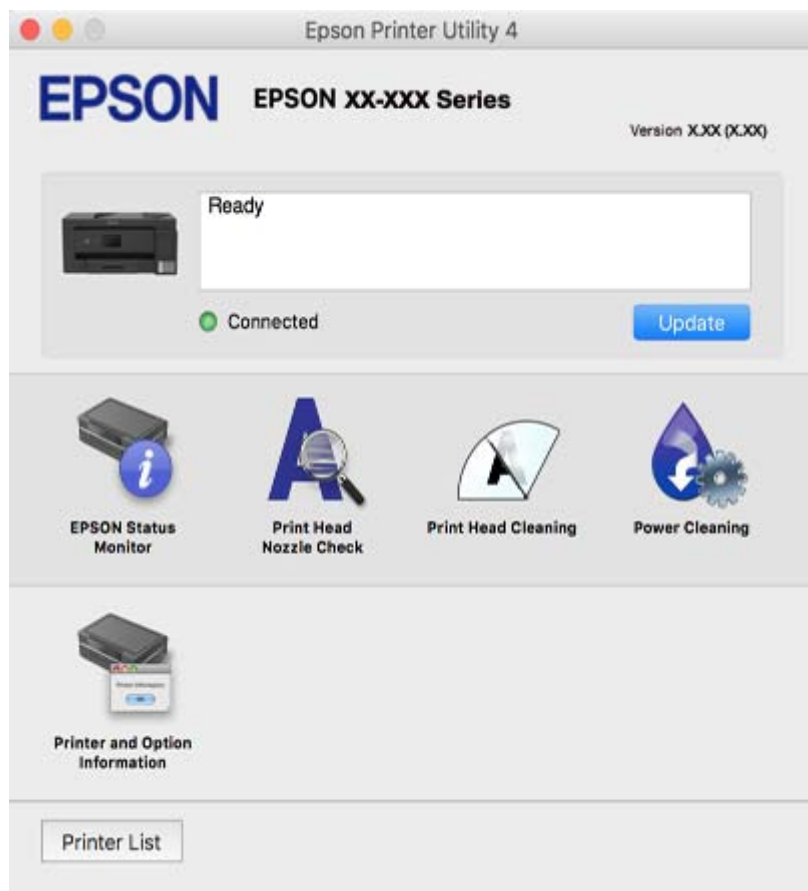 Epson Printer Utility 4
EPSON
EPSON XX-XXX Series
Version X.XX (X.XX)
Ready
Connected
Update
EPSON Status
Monitor
Print Head
Nozzle Check
Print Head Cleaning
Power Cleaning
Printer and Option
Information
Printer List